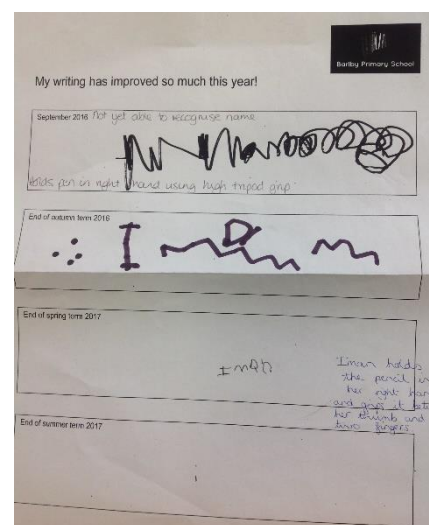 Barlby Primary School
My writing has improved so much this year!
September 2016 Not yet able to recognise name
Holds pen in right hand using high tripod grip.
End of autumn term 2016
I
D
End of spring term 2017
Iman
Iman holds
the pencil in
her right han
and grips it bet
her thumb and
two fingers
End of summer term 2017